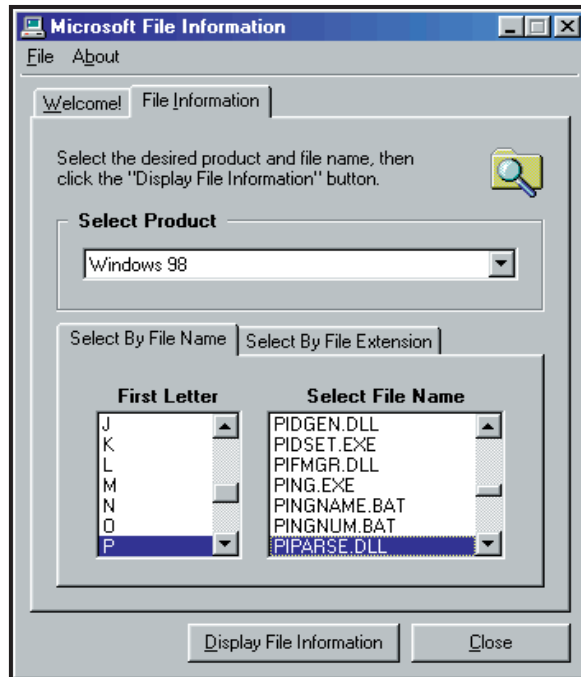 Microsoft File Information
File About
Welcome! File Information
Select the desired product and file name, then
click the "Display File Information" button.
Select Product
Windows 98
Select By File Name Select By File Extension
First Letter Select File Name
J PIDGEN.DLL
K PIDSET.EXE
L PIFMGR.DLL
M PING.EXE
N PINGNAME.BAT
O PINGNUM.BAT
P PIPARSE.DLL
Display File Information Close